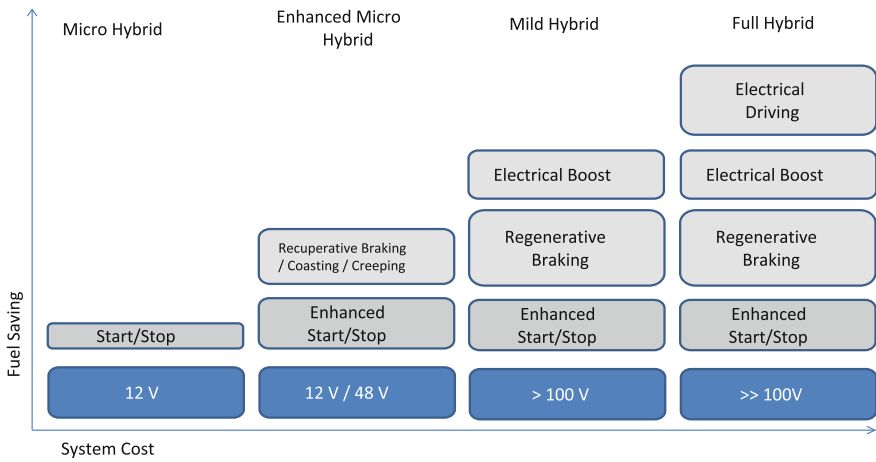 Micro Hybrid
Enhanced Micro
Hybrid
Mild Hybrid
Full Hybrid
Electrical
Driving
Electrical Boost
Electrical Boost
Recuperative Braking
/ Coasting / Creeping
Regenerative
Braking
Regenerative
Braking
Start/Stop
Enhanced
Start/Stop
Enhanced
Start/Stop
Enhanced
Start/Stop
12 V
12 V / 48 V
> 100 V
>> 100V
Fuel Saving
System Cost